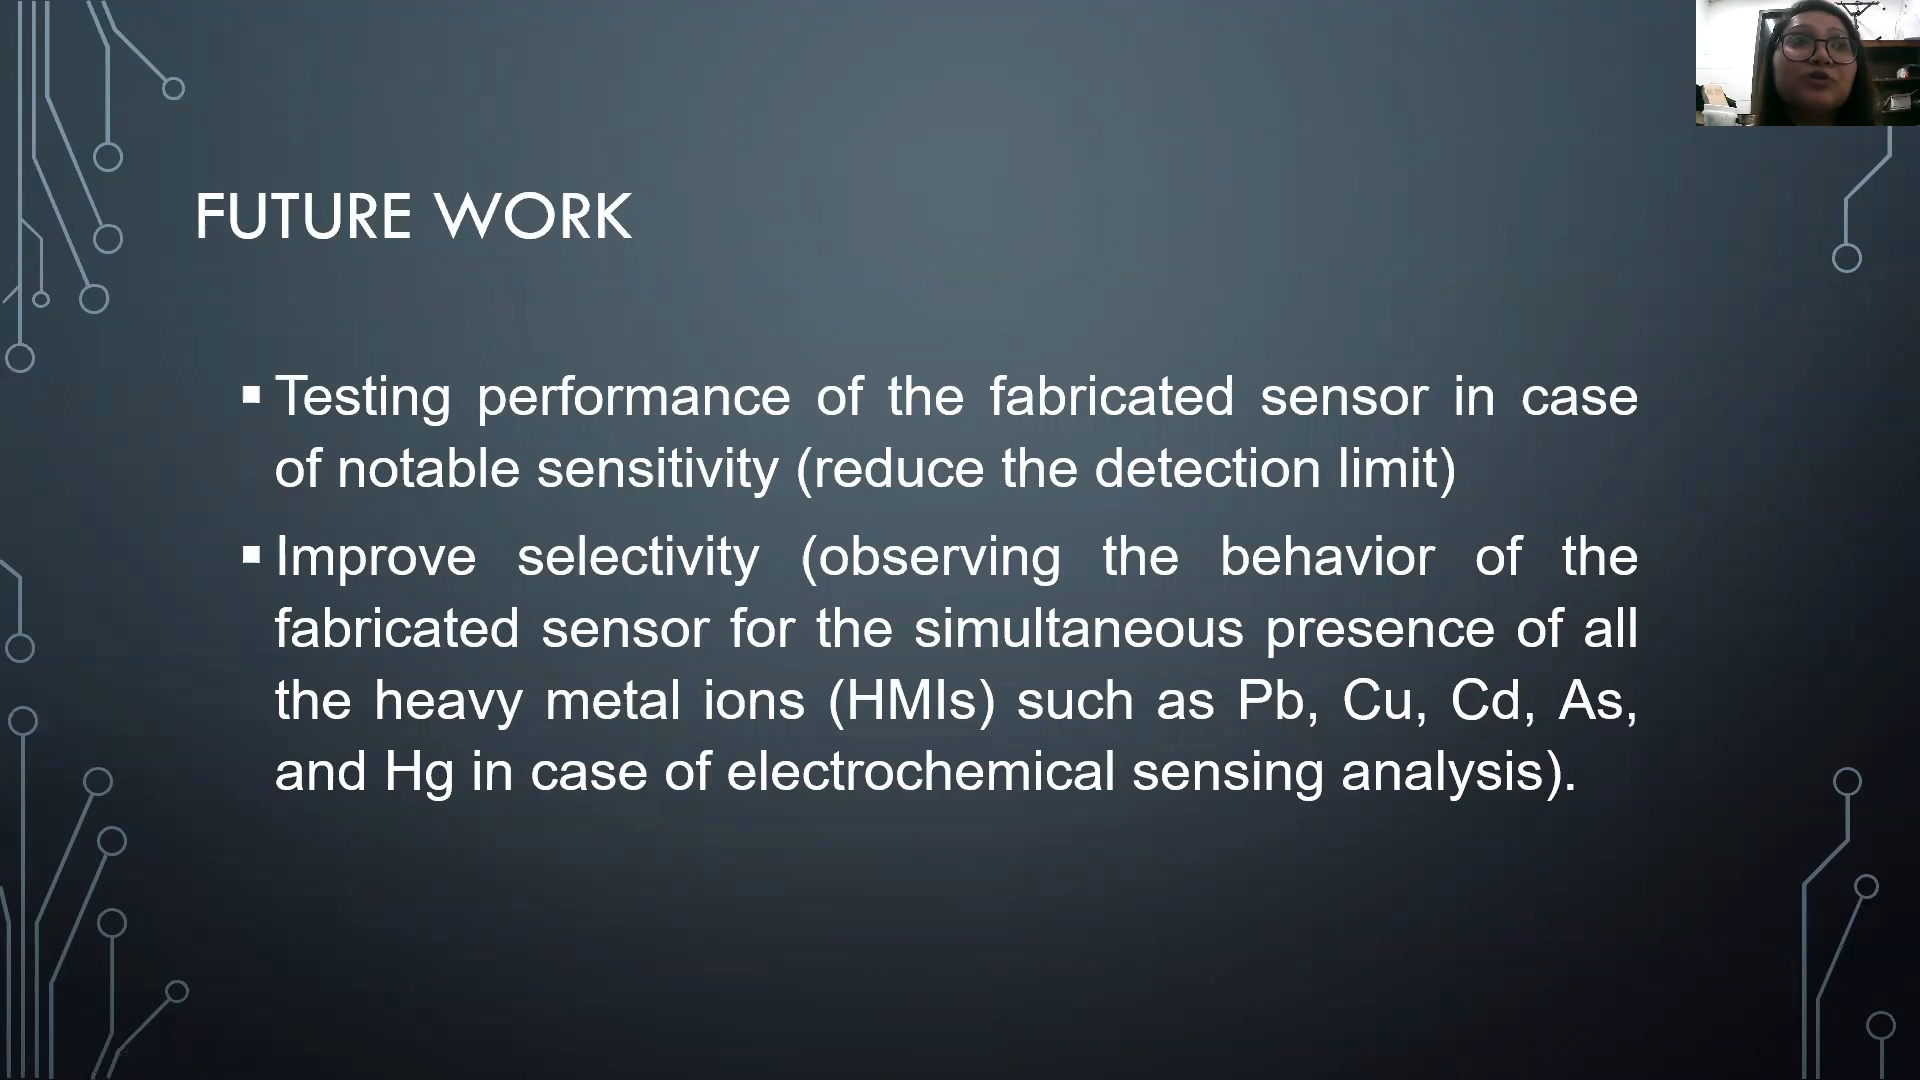 FUTURE WORK
▪ Testing performance of the fabricated sensor in case
of notable sensitivity (reduce the detection limit)
▪ Improve selectivity (observing the behavior of the
fabricated sensor for the simultaneous presence of all
the heavy metal ions (HMIs) such as Pb, Cu, Cd, As,
and Hg in case of electrochemical sensing analysis).